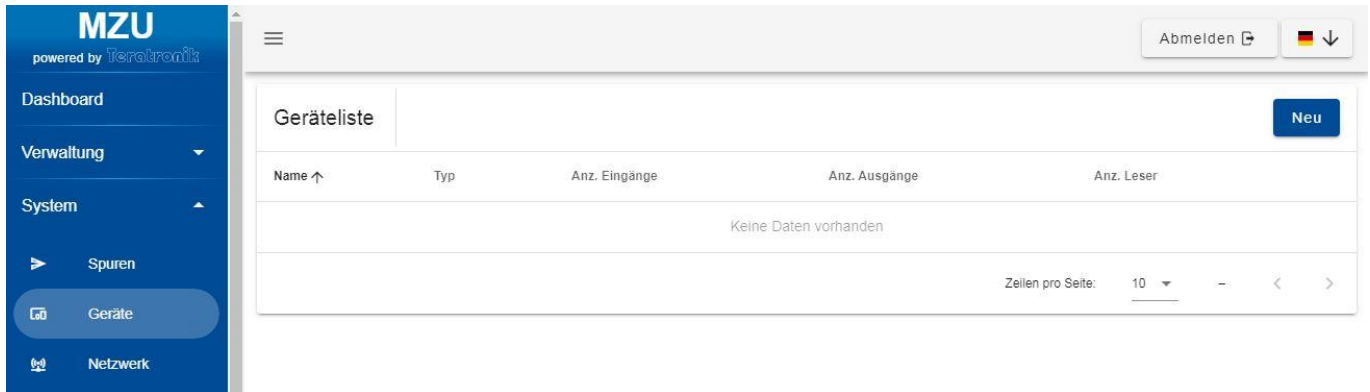 MZU
powered by Teratronik
Dashboard
Verwaltung
System
Spuren
Geräte
Netzwerk
Abmelden
Geräteliste
Neu
Name Typ Anz. Eingänge Anz. Ausgänge Anz. Leser
Keine Daten vorhanden
Zeilen pro Seite: 10 –